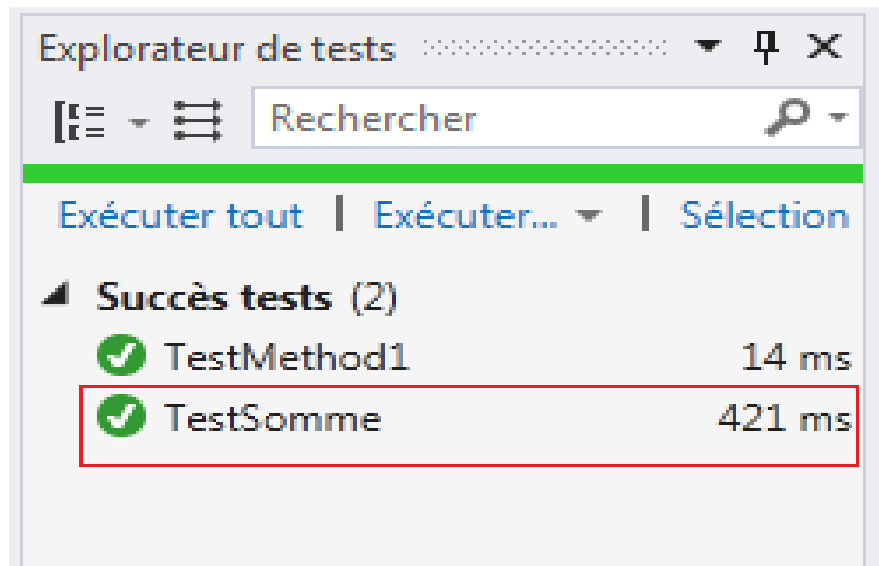 Explorateur de tests
Rechercher
Exécuter tout | Exécuter... | Sélection
Succès tests (2)
TestMethod1 14 ms
TestSomme 421 ms